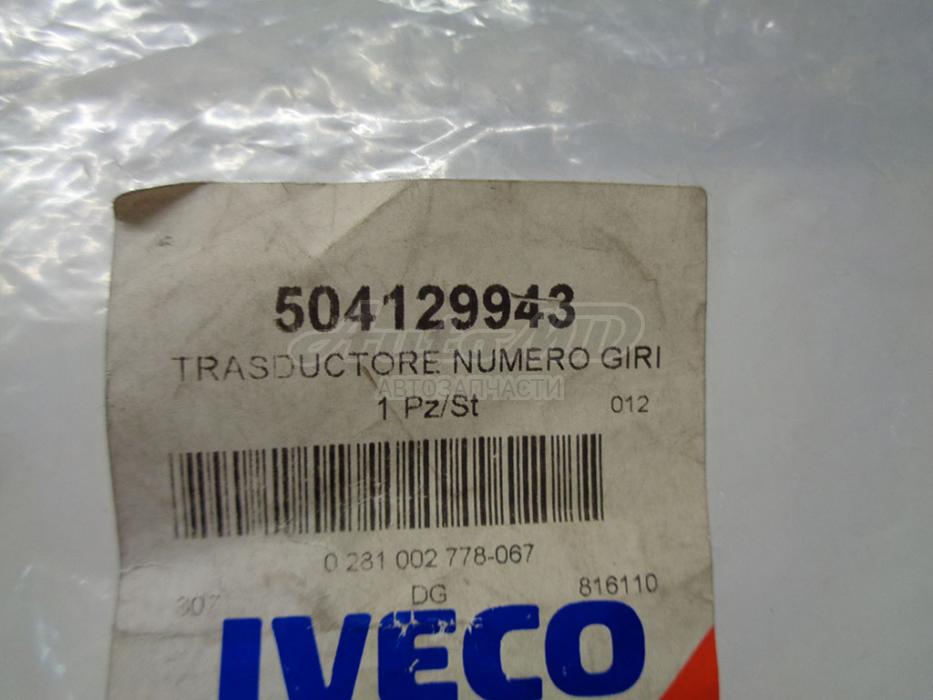 504129943
TRASDUCTORE NUMERO GIRI
АВТОЗАПЧАСТИ
1 Pz/St 012
0 281 002 778-067
307 DG 816110
IVECO